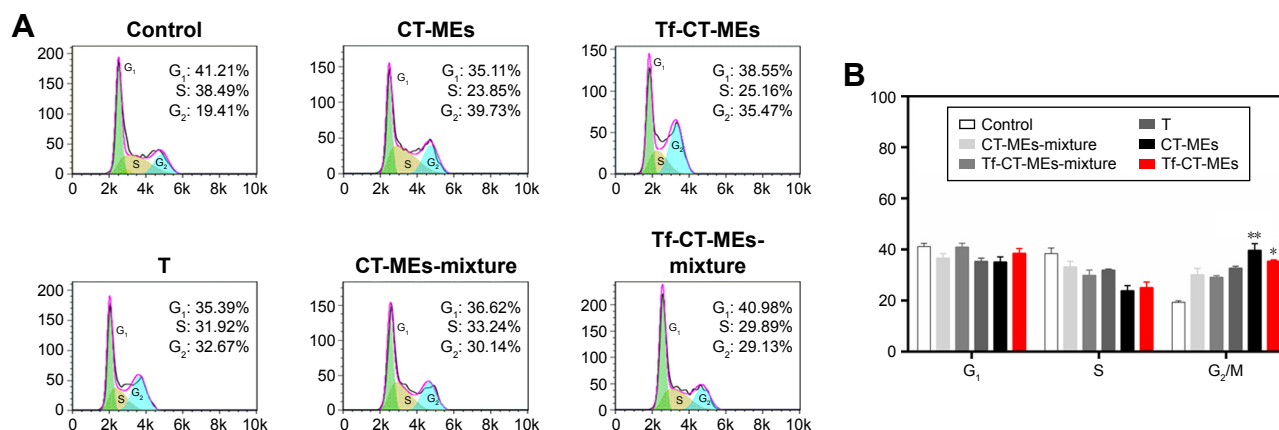 A
Control
200
150
100
50
0
0 2k 4k 6k 8k 10k
G₁
S
G₂
G₁: 41.21%
S: 38.49%
G₂: 19.41%
CT-MEs
150
100
50
0
0 2k 4k 6k 8k 10k
G₁
S
G₂
G₁: 35.11%
S: 23.85%
G₂: 39.73%
Tf-CT-MEs
150
100
50
0
0 2k 4k 6k 8k 10k
G₁
S
G₂
G₁: 38.55%
S: 25.16%
G₂: 35.47%
T
200
150
100
50
0
0 2k 4k 6k 8k 10k
G₁
S
G₂
G₁: 35.39%
S: 31.92%
G₂: 32.67%
CT-MEs-mixture
150
100
50
0
0 2k 4k 6k 8k 10k
G₁
S
G₂
G₁: 36.62%
S: 33.24%
G₂: 30.14%
Tf-CT-MEs-
mixture
200
150
100
50
0
0 2k 4k 6k 8k 10k
G₁
S
G₂
G₁: 40.98%
S: 29.89%
G₂: 29.13%
B
100
80
60
40
20
0
Control T
CT-MEs-mixture CT-MEs
Tf-CT-MEs-mixture Tf-CT-MEs
** *
G₁ S G₂/M